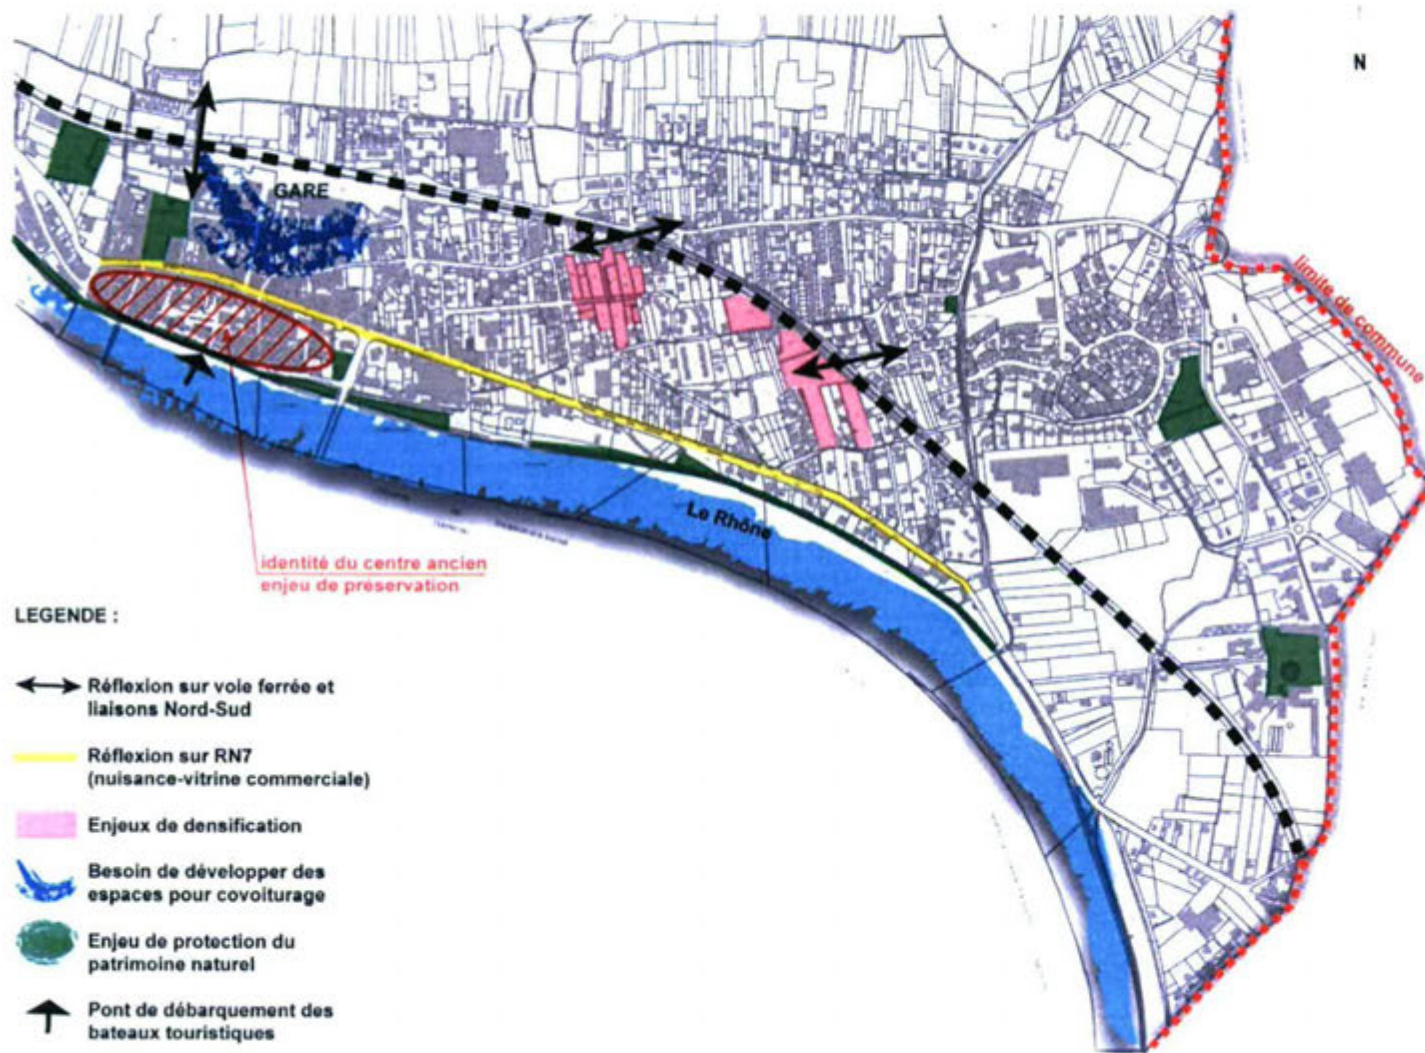 N
GARE
limite de commune
Le Rhône
identité du centre ancien
enjeu de préservation
LEGENDE :
Réflexion sur voie ferrée et
liaisons Nord-Sud
Réflexion sur RN7
(nuisance-vitrine commerciale)
Enjeux de densification
Besoin de développer des
espaces pour covoiturage
Enjeu de protection du
patrimoine naturel
Pont de débarquement des
bateaux touristiques